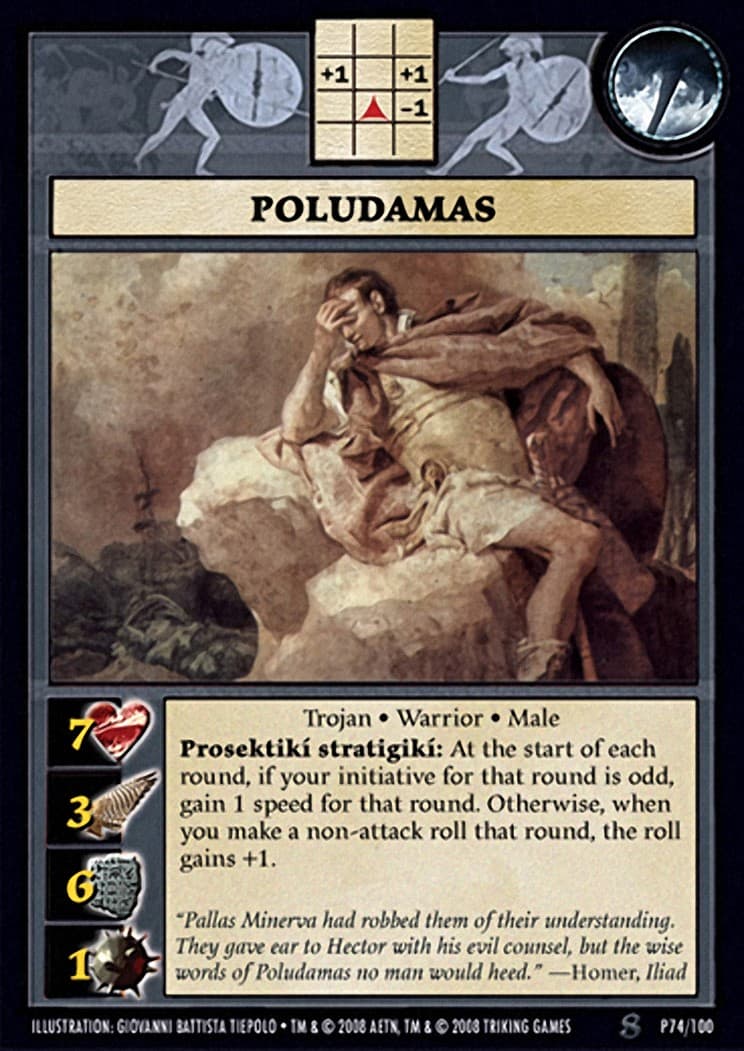 +1 +1
-1
POLUDAMAS
7
3
6
1
Trojan • Warrior • Male
Prosektikí stratigikí: At the start of each
round, if your initiative for that round is odd,
gain 1 speed for that round. Otherwise, when
you make a non-attack roll that round, the roll
gains +1.
“Pallas Minerva had robbed them of their understanding.
They gave ear to Hector with his evil counsel, but the wise
words of Poludamas no man would heed.” —Homer, Iliad
ILLUSTRATION: GIOVANNI BATTISTA TIEPOLO • TM & © 2008 AETN, TM & © 2008 TRIKING GAMES
P74/100